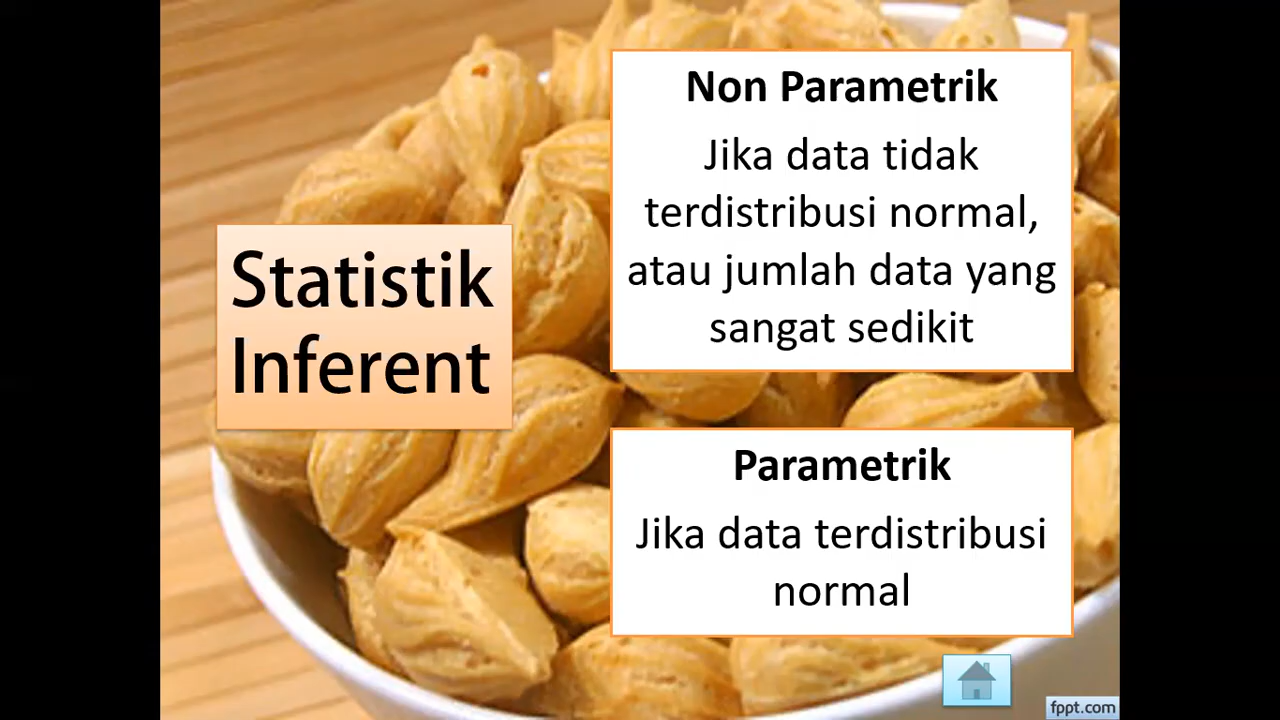 Statistik
Inferent
Non Parametrik
Jika data tidak
terdistribusi normal,
atau jumlah data yang
sangat sedikit
Parametrik
Jika data terdistribusi
normal
fppt.com